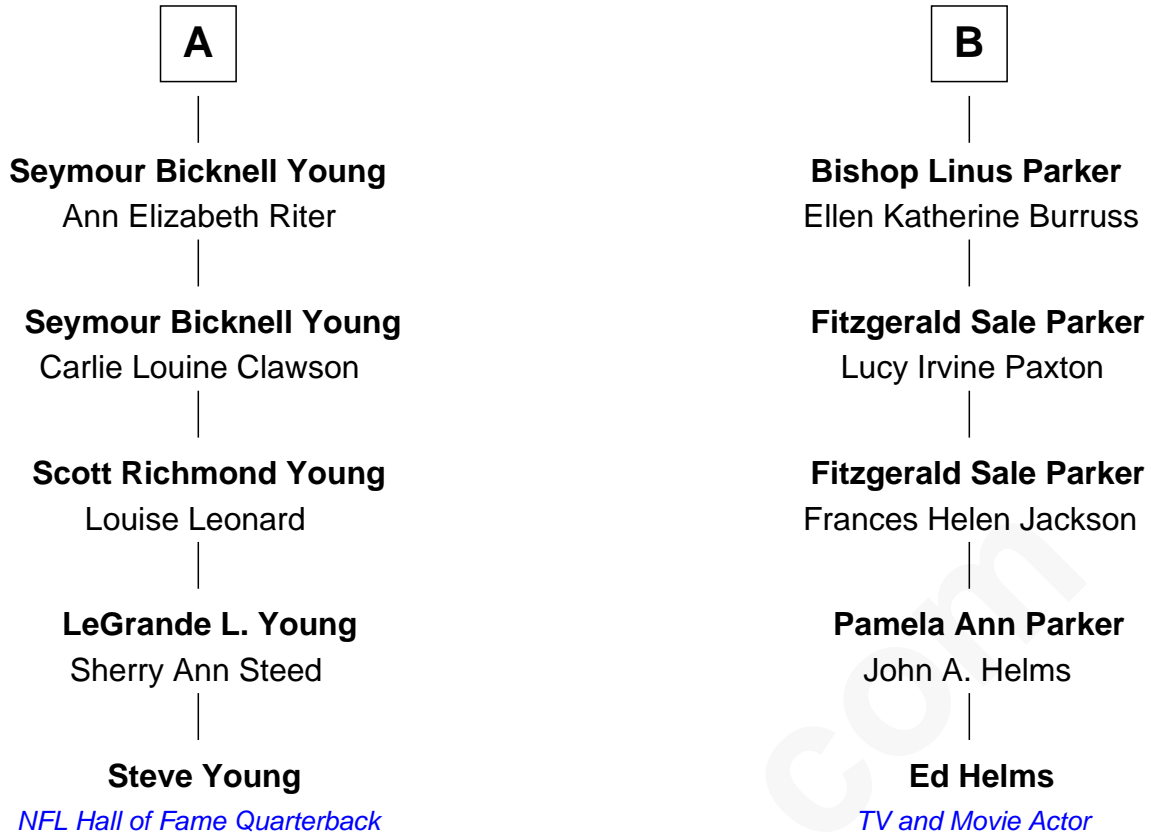 A
Seymour Bicknell Young
Ann Elizabeth Riter
Seymour Bicknell Young
Carlie Louine Clawson
Scott Richmond Young
Louise Leonard
LeGrande L. Young
Sherry Ann Steed
Steve Young
NFL Hall of Fame Quarterback
B
Bishop Linus Parker
Ellen Katherine Burruss
Fitzgerald Sale Parker
Lucy Irvine Paxton
Fitzgerald Sale Parker
Frances Helen Jackson
Pamela Ann Parker
John A. Helms
Ed Helms
TV and Movie Actor
com